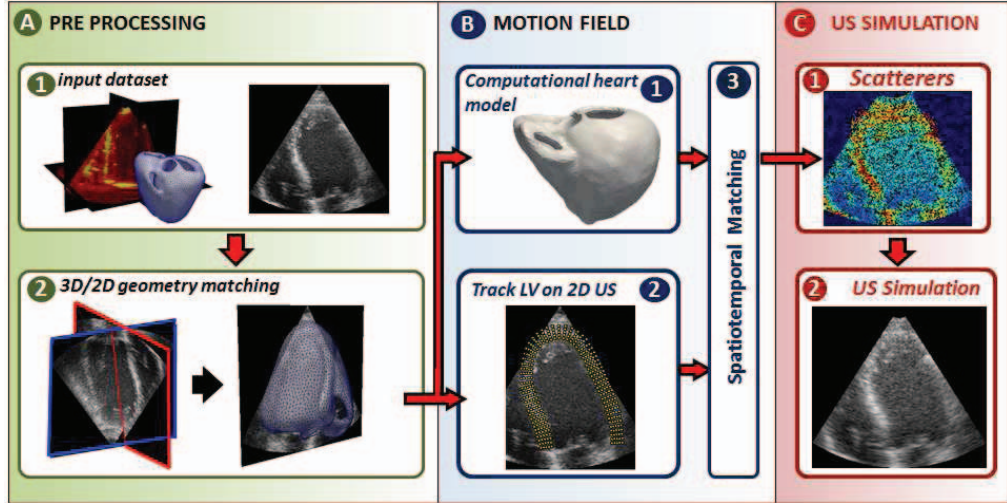 A PRE PROCESSING
1 input dataset
2 3D/2D geometry matching
B MOTION FIELD
Computational heart
model
1
Track LV on 2D US
2
3
Spatiotemporal Matching
C US SIMULATION
1 Scatterers
2 US Simulation